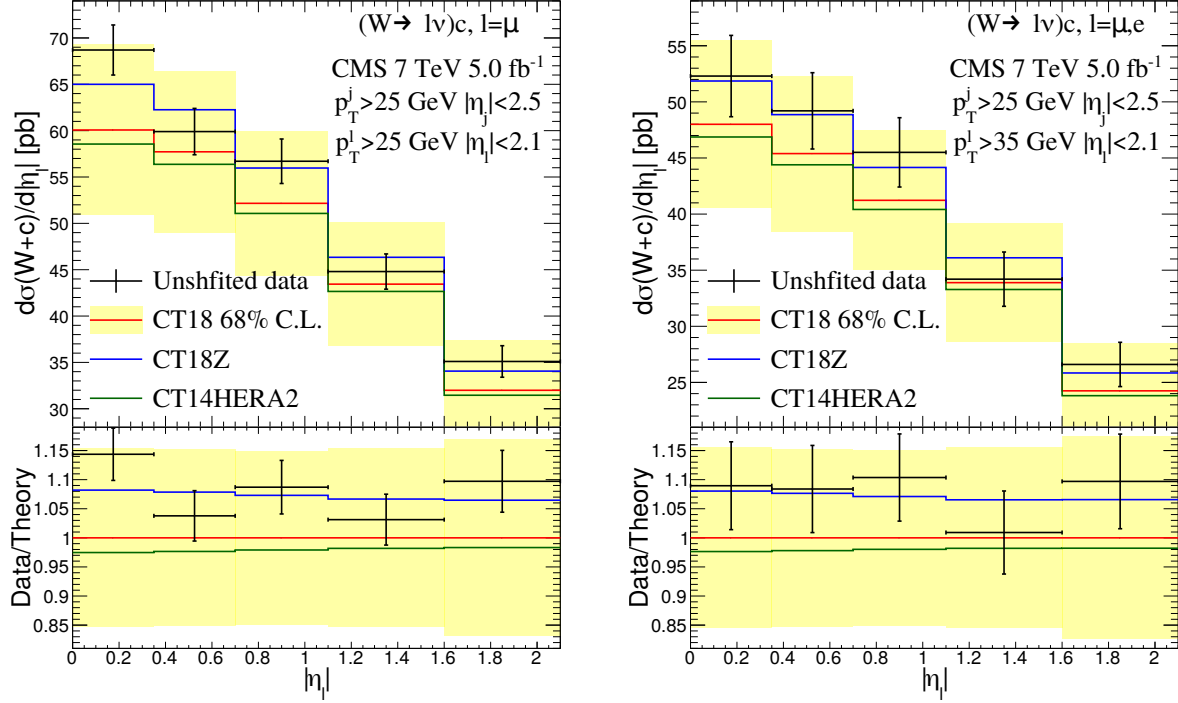 (W→ lν)c, l=μ
CMS 7 TeV 5.0 fb⁻¹
p_T^j>25 GeV |η_j|<2.5
p_T^l>25 GeV |η_l|<2.1
dσ(W+c)/d|η_l| [pb]
70
65
60
55
50
45
40
35
30
Unshfited data
CT18 68% C.L.
CT18Z
CT14HERA2
Data/Theory
1.15
1.1
1.05
1
0.95
0.9
0.85
0 0.2 0.4 0.6 0.8 1 1.2 1.4 1.6 1.8 2
|η_l|
(W→ lν)c, l=μ,e
CMS 7 TeV 5.0 fb⁻¹
p_T^j>25 GeV |η_j|<2.5
p_T^l>35 GeV |η_l|<2.1
dσ(W+c)/d|η_l| [pb]
55
50
45
40
35
30
25
Unshfited data
CT18 68% C.L.
CT18Z
CT14HERA2
Data/Theory
1.15
1.1
1.05
1
0.95
0.9
0.85
0 0.2 0.4 0.6 0.8 1 1.2 1.4 1.6 1.8 2
|η_l|